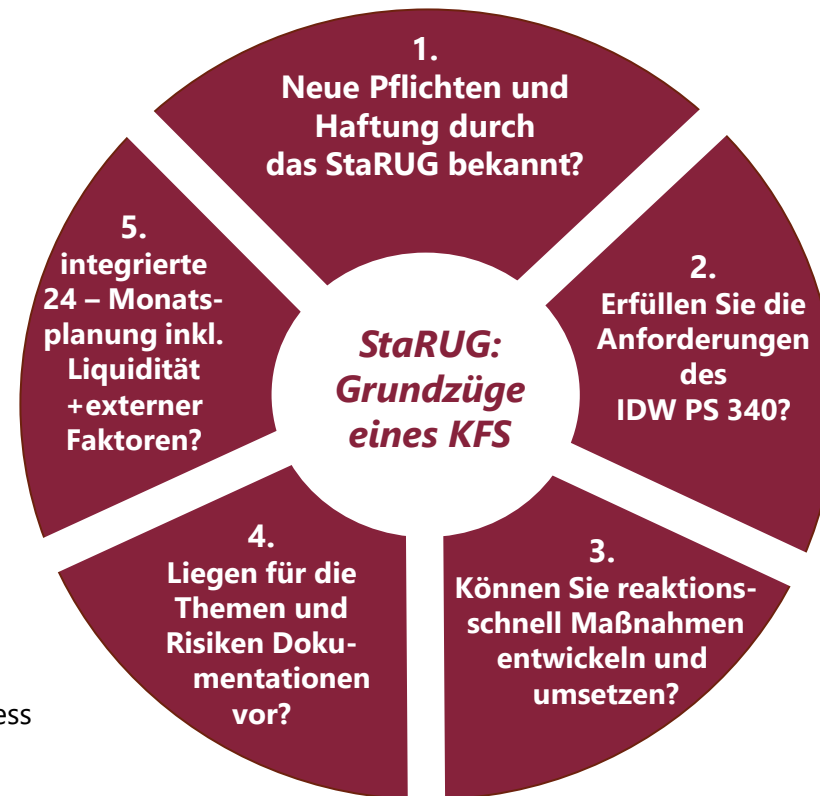 1.
Neue Pflichten und
Haftung durch
das StaRUG bekannt?
2.
Erfüllen Sie die
Anforderungen
des
IDW PS 340?
3.
Können Sie reaktions-
schnell Maßnahmen
entwickeln und
umsetzen?
4.
Liegen für die
Themen und
Risiken Doku-
mentationen
vor?
5.
integrierte
24 – Monats-
planung inkl.
Liquidität
+externer
Faktoren?
StaRUG:
Grundzüge
eines KFS
ess